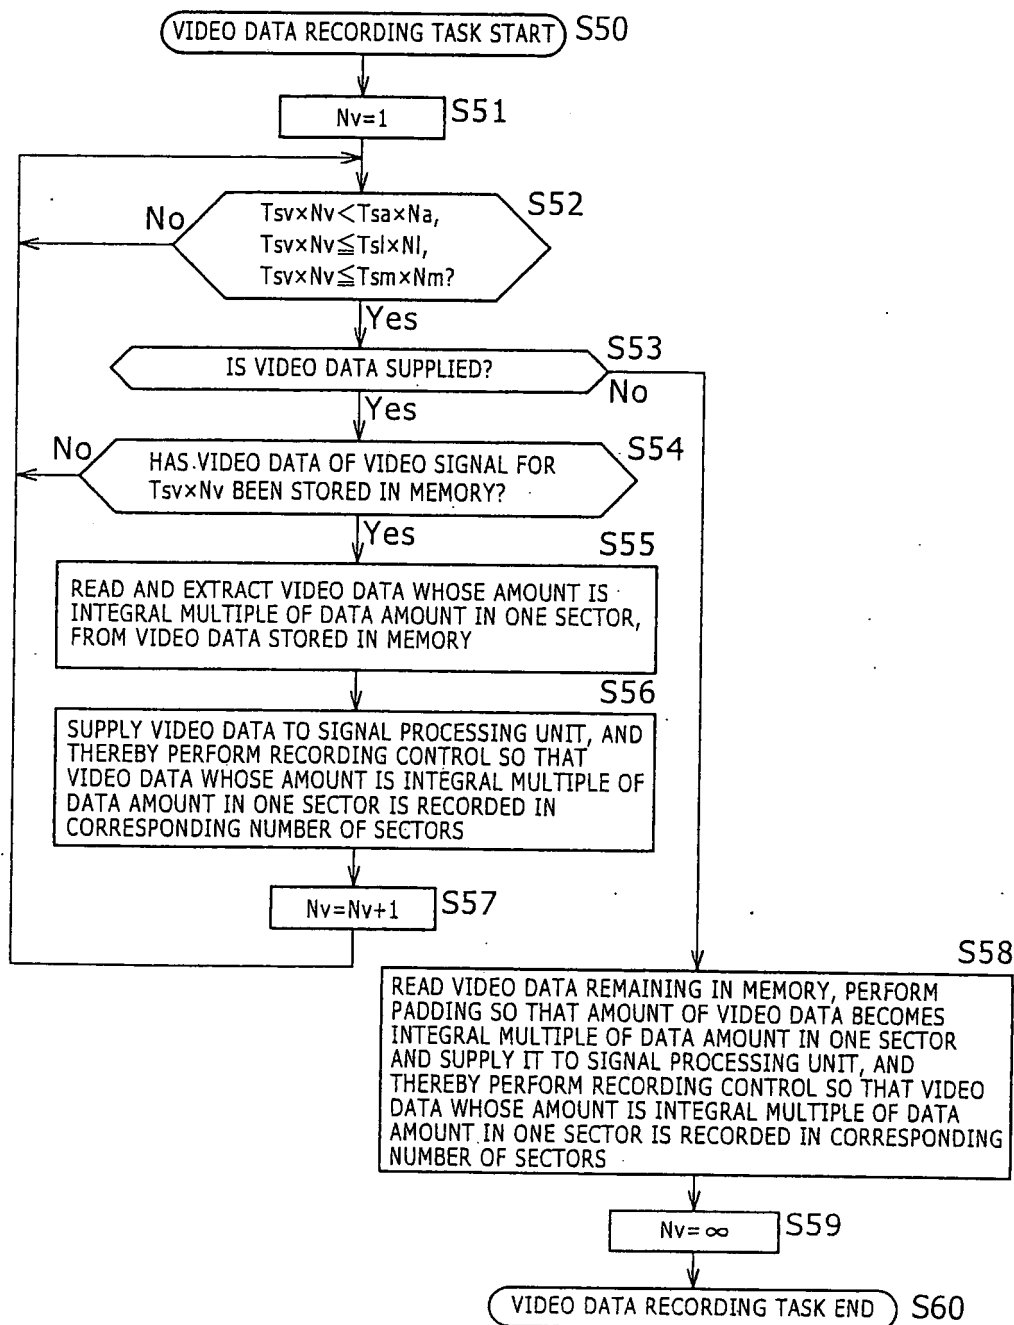 VIDEO DATA RECORDING TASK START S50
Nv=1 S51
S52
No
Tsv×Nv<Tsa×Na,
Tsv×Nv≦Tsl×Nl,
Tsv×Nv≦Tsm×Nm?
Yes
S53
IS VIDEO DATA SUPPLIED?
No
Yes
S54
No
HAS VIDEO DATA OF VIDEO SIGNAL FOR
Tsv×Nv BEEN STORED IN MEMORY?
Yes
S55
READ AND EXTRACT VIDEO DATA WHOSE AMOUNT IS
INTEGRAL MULTIPLE OF DATA AMOUNT IN ONE SECTOR,
FROM VIDEO DATA STORED IN MEMORY
S56
SUPPLY VIDEO DATA TO SIGNAL PROCESSING UNIT, AND
THEREBY PERFORM RECORDING CONTROL SO THAT
VIDEO DATA WHOSE AMOUNT IS INTEGRAL MULTIPLE OF
DATA AMOUNT IN ONE SECTOR IS RECORDED IN
CORRESPONDING NUMBER OF SECTORS
Nv=Nv+1 S57
S58
READ VIDEO DATA REMAINING IN MEMORY, PERFORM
PADDING SO THAT AMOUNT OF VIDEO DATA BECOMES
INTEGRAL MULTIPLE OF DATA AMOUNT IN ONE SECTOR
AND SUPPLY IT TO SIGNAL PROCESSING UNIT, AND
THEREBY PERFORM RECORDING CONTROL SO THAT VIDEO
DATA WHOSE AMOUNT IS INTEGRAL MULTIPLE OF DATA
AMOUNT IN ONE SECTOR IS RECORDED IN CORRESPONDING
NUMBER OF SECTORS
Nv=∞ S59
VIDEO DATA RECORDING TASK END S60